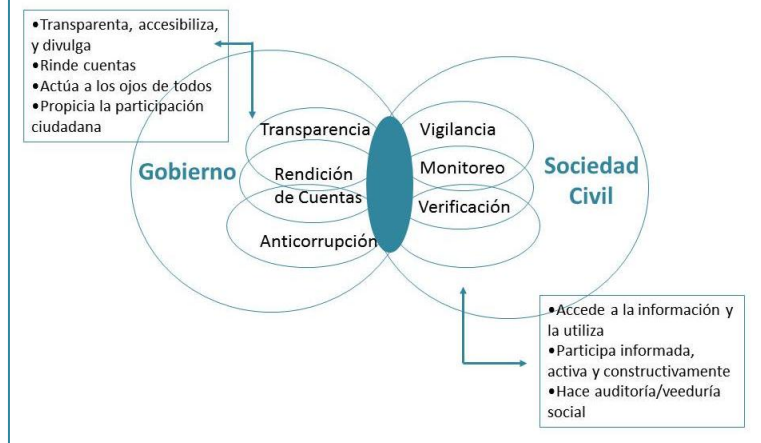 •Transparenta, accesibiliza,
y divulga
•Rinde cuentas
•Actúa a los ojos de todos
•Propicia la participación
ciudadana
Gobierno
Transparencia
Rendición
de Cuentas
Anticorrupción
Vigilancia
Monitoreo
Verificación
Sociedad
Civil
•Accede a la información y
la utiliza
•Participa informada,
activa y constructivamente
•Hace auditoría/veeduría
social